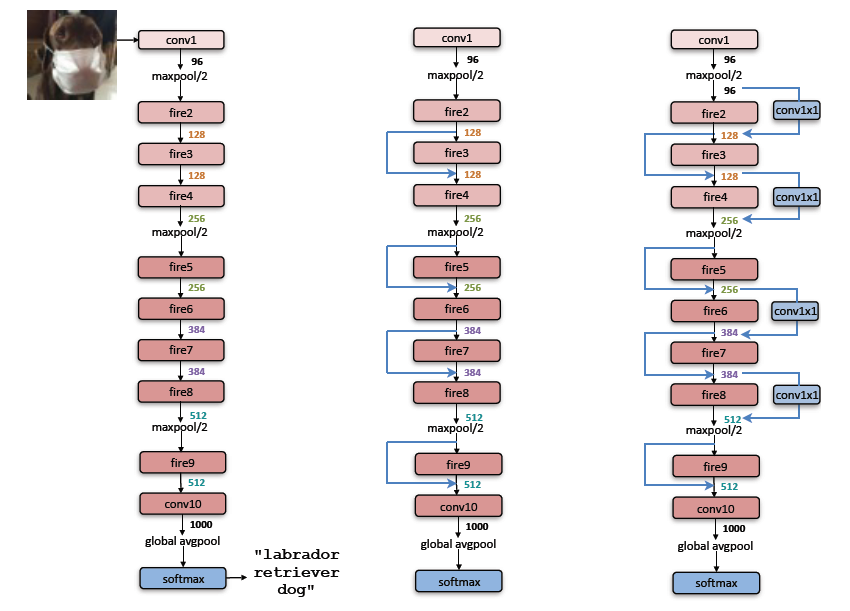 conv1
96
maxpool/2
fire2
128
fire3
128
fire4
256
maxpool/2
fire5
256
fire6
384
fire7
384
fire8
512
maxpool/2
fire9
512
conv10
1000
global avgpool
softmax
"labrador
retriever
dog"
conv1
96
maxpool/2
fire2
128
fire3
128
fire4
256
maxpool/2
fire5
256
fire6
384
fire7
384
fire8
512
maxpool/2
fire9
512
conv10
1000
global avgpool
softmax
conv1
96
maxpool/2
96
conv1x1
fire2
128
fire3
128
fire4
conv1x1
256
maxpool/2
fire5
256
fire6
conv1x1
384
fire7
384
fire8
conv1x1
512
maxpool/2
fire9
512
conv10
1000
global avgpool
softmax